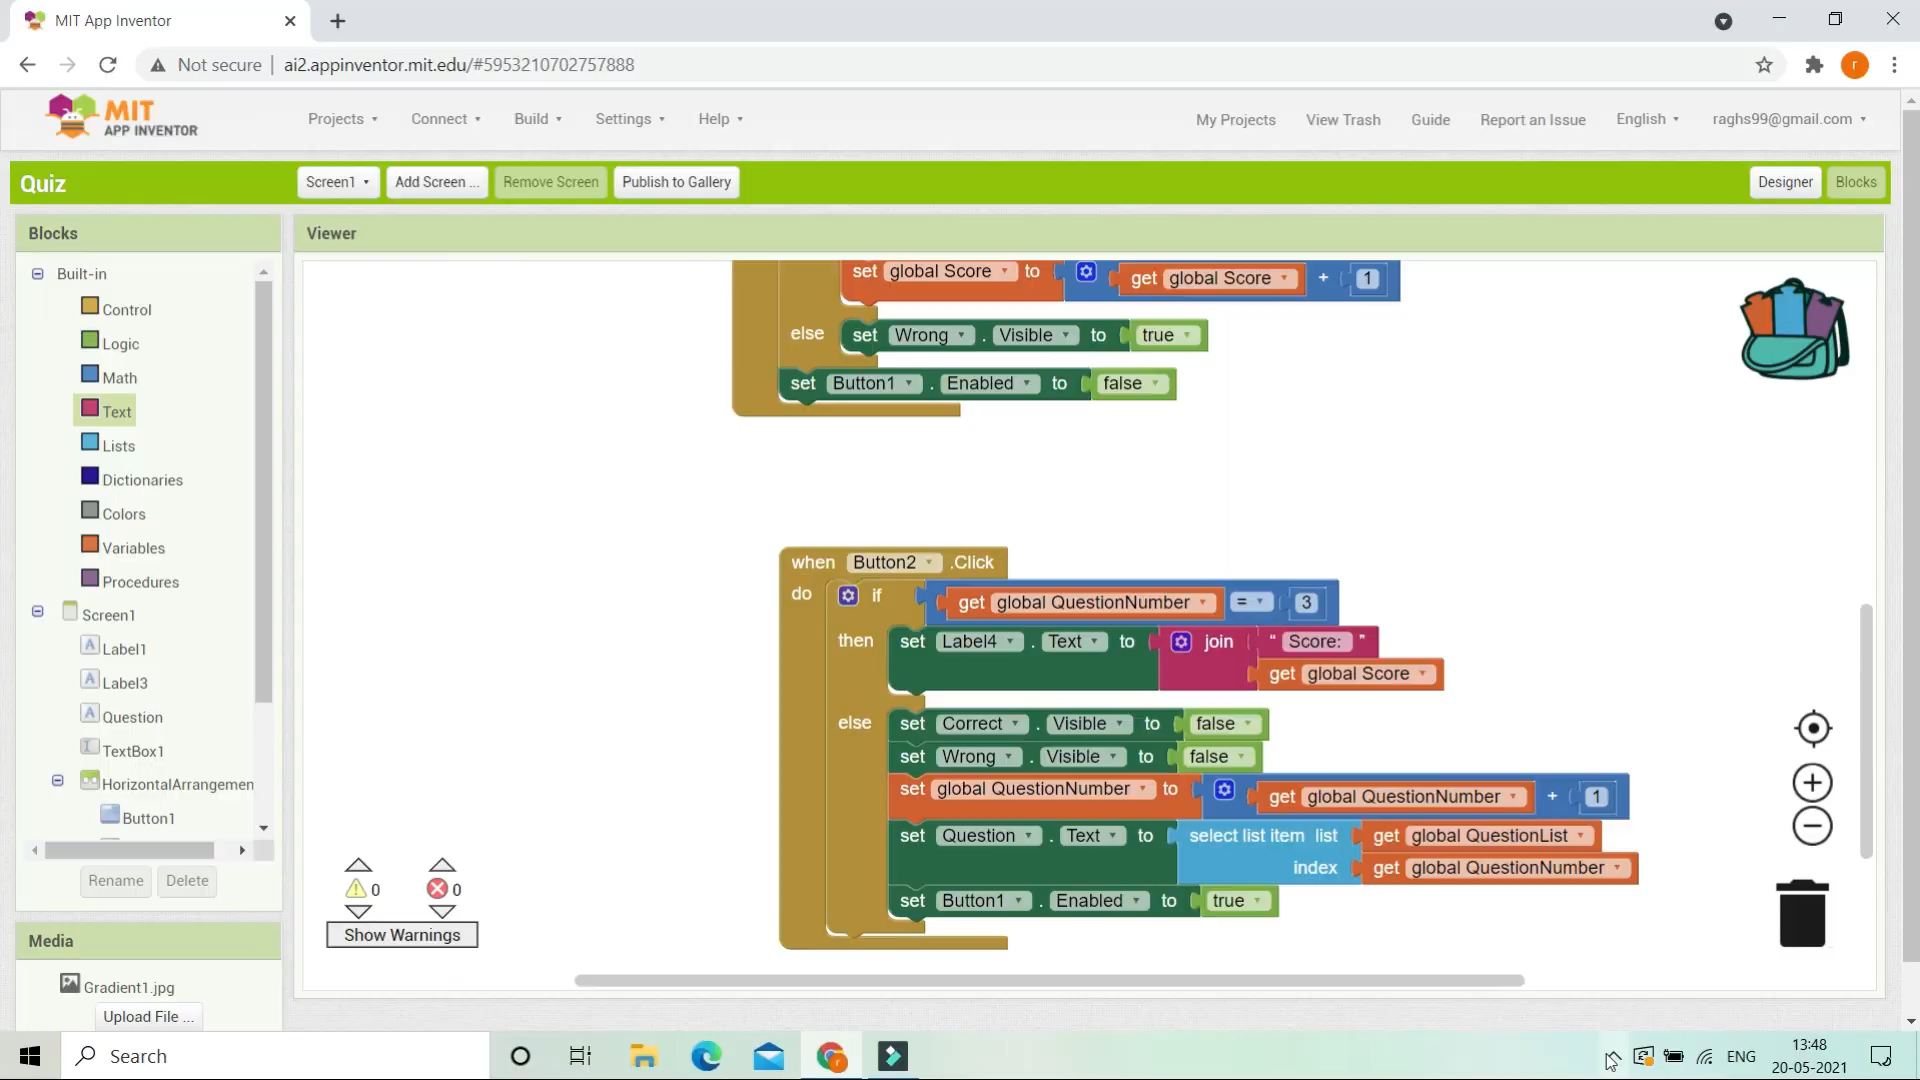 MIT App Inventor
Not secure
ai2.appinventor.mit.edu/#5953210702757888
r
MIT
APP INVENTOR
Projects
Connect
Build
Settings
Help
My Projects
View Trash
Guide
Report an Issue
English
raghs99@gmail.com
Quiz
Screen1
Add Screen ...
Remove Screen
Publish to Gallery
Designer
Blocks
Blocks
Viewer
Built-in
Control
Logic
Math
Text
Lists
Dictionaries
Colors
Variables
Procedures
Screen1
Label1
Label3
Question
TextBox1
HorizontalArrangemen
Button1
Rename
Delete
Media
Gradient1.jpg
Upload File ...
set global Score to get global Score + 1
else set Wrong . Visible to true
set Button1 . Enabled to false
when Button2 .Click
do if get global QuestionNumber = 3
then set Label4 . Text to join " Score: "
get global Score
else set Correct . Visible to false
set Wrong . Visible to false
set global QuestionNumber to get global QuestionNumber + 1
set Question . Text to select list item list get global QuestionList
index get global QuestionNumber
set Button1 . Enabled to true
0
0
Show Warnings
Search
ENG
13:48
20-05-2021